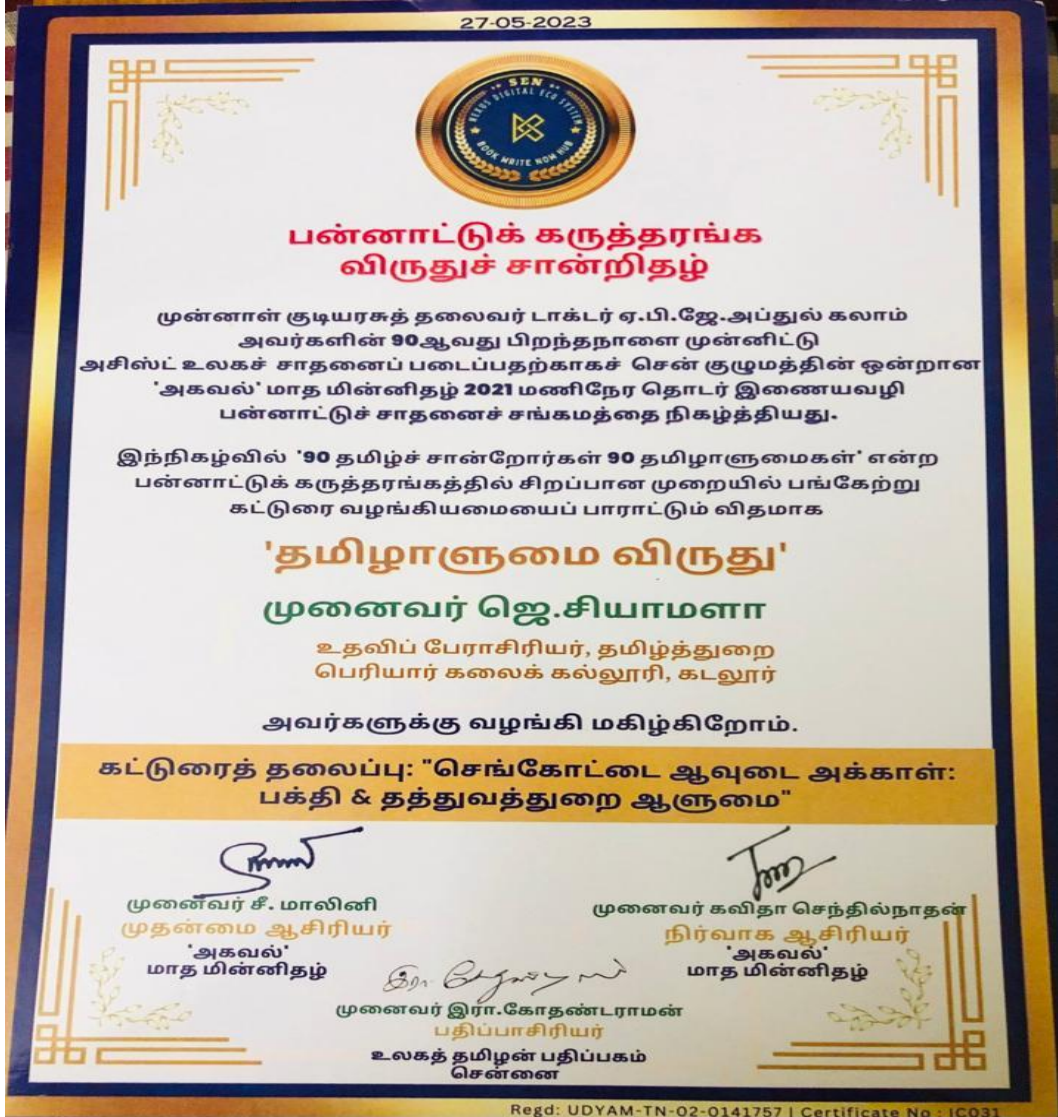 27-05-2023
SEN
NEXUS DIGITAL ECO SYSTEM
BOOK WRITE NOW HUB
பன்னாட்டுக் கருத்தரங்க
விருதுச் சான்றிதழ்
முன்னாள் குடியரசுத் தலைவர் டாக்டர் ஏ.பி.ஜே.அப்துல் கலாம்
அவர்களின் 90ஆவது பிறந்தநாளை முன்னிட்டு
அசிஸ்ட் உலகச் சாதனைப் படைப்பதற்காகச் சென் குழுமத்தின் ஒன்றான
'அகவல்' மாத மின்னிதழ் 2021 மணிநேர தொடர் இணையவழி
பன்னாட்டுச் சாதனைச் சங்கமத்தை நிகழ்த்தியது.
இந்நிகழ்வில் '90 தமிழ்ச் சான்றோர்கள் 90 தமிழாளுமைகள்' என்ற
பன்னாட்டுக் கருத்தரங்கத்தில் சிறப்பான முறையில் பங்கேற்று
கட்டுரை வழங்கியமையைப் பாராட்டும் விதமாக
'தமிழாளுமை விருது'
முனைவர் ஜெ.சியாமளா
உதவிப் பேராசிரியர், தமிழ்த்துறை
பெரியார் கலைக் கல்லூரி, கடலூர்
அவர்களுக்கு வழங்கி மகிழ்கிறோம்.
கட்டுரைத் தலைப்பு: "செங்கோட்டை ஆவுடை அக்காள்:
பக்தி & தத்துவத்துறை ஆளுமை"
முனைவர் சீ. மாலினி
முதன்மை ஆசிரியர்
'அகவல்'
மாத மின்னிதழ்
முனைவர் கவிதா செந்தில்நாதன்
நிர்வாக ஆசிரியர்
'அகவல்'
மாத மின்னிதழ்
முனைவர் இரா.கோதண்டராமன்
பதிப்பாசிரியர்
உலகத் தமிழன் பதிப்பகம்
சென்னை
Regd: UDYAM-TN-02-0141757 | Certificate No : IC031